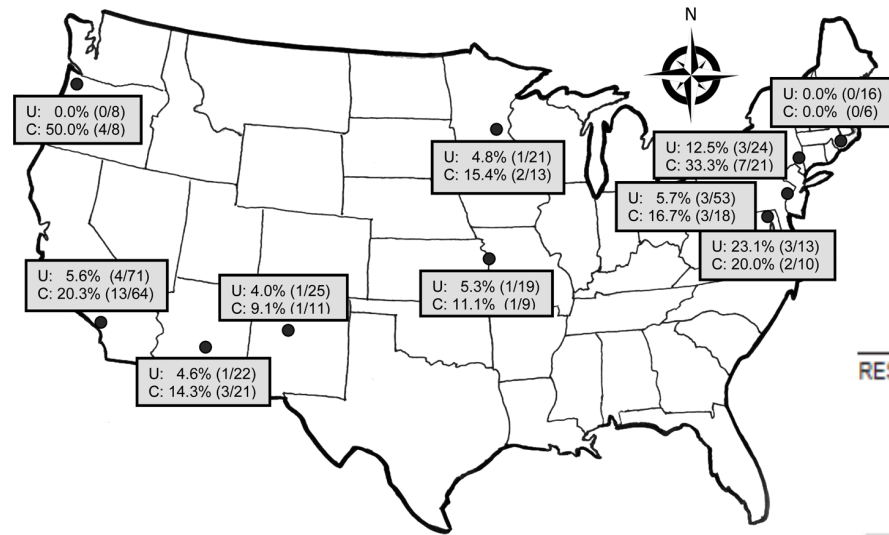 N
U: 0.0% (0/8)
C: 50.0% (4/8)
U: 4.8% (1/21)
C: 15.4% (2/13)
U: 0.0% (0/16)
C: 0.0% (0/6)
U: 12.5% (3/24)
C: 33.3% (7/21)
U: 5.7% (3/53)
C: 16.7% (3/18)
U: 23.1% (3/13)
C: 20.0% (2/10)
U: 5.6% (4/71)
C: 20.3% (13/64)
U: 4.0% (1/25)
C: 9.1% (1/11)
U: 5.3% (1/19)
C: 11.1% (1/9)
U: 4.6% (1/22)
C: 14.3% (3/21)
RES